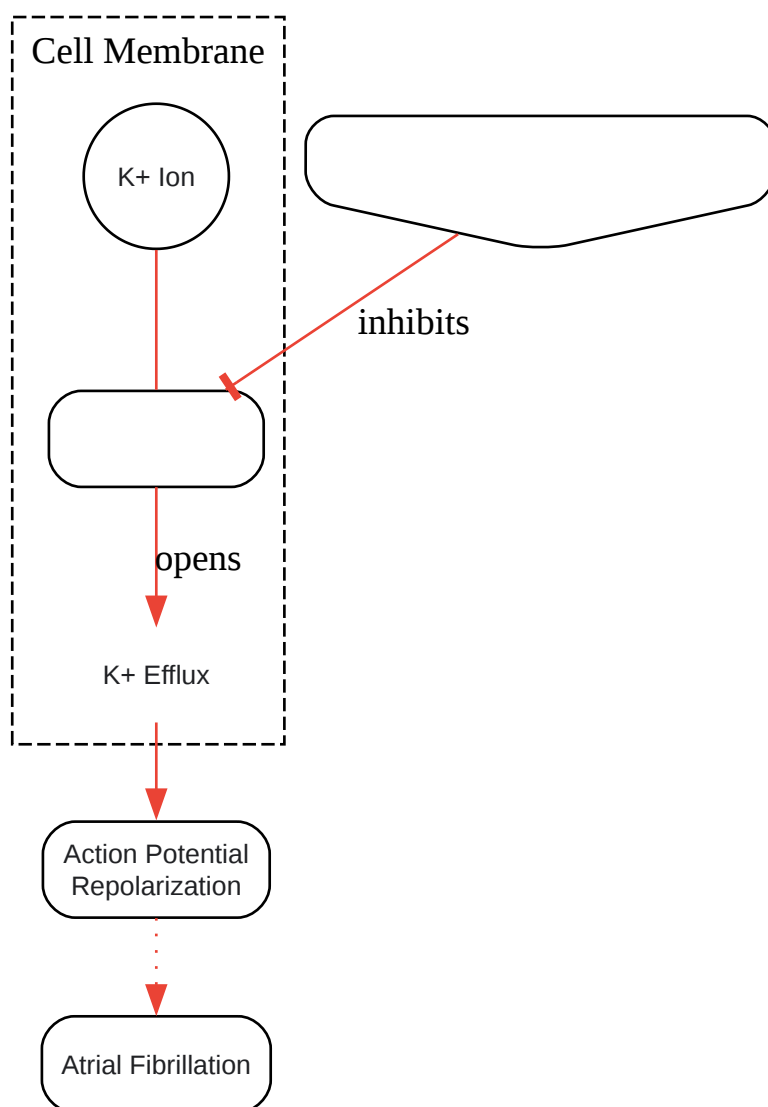 Cell Membrane
K+ Ion
inhibits
opens
K+ Efflux
Action Potential
Repolarization
Atrial Fibrillation